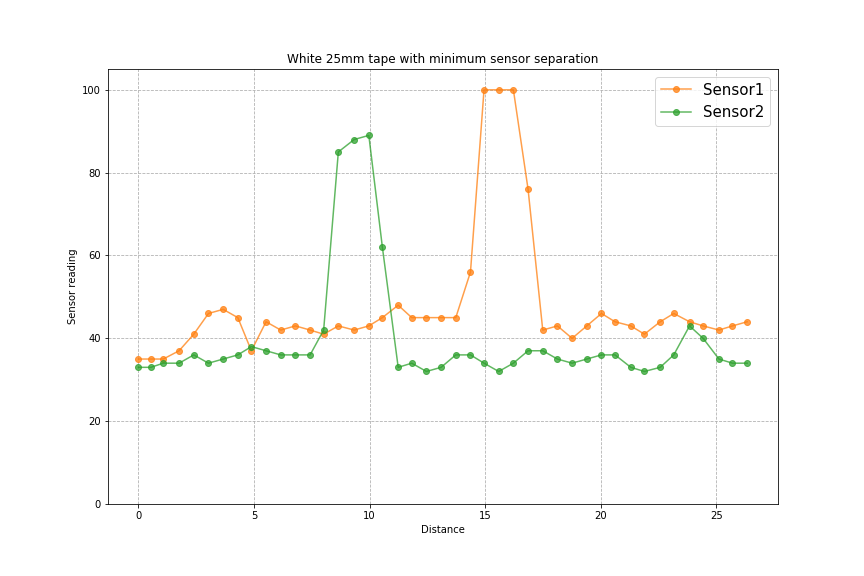 White 25mm tape with minimum sensor separation
Sensor1
Sensor2
100
80
60
40
20
0
Sensor reading
0 5 10 15 20 25
Distance